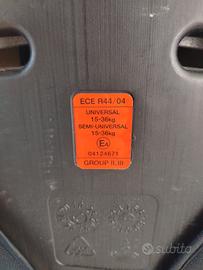 ECE R44/04
UNIVERSAL
15-36kg
SEMI-UNIVERSAL
15-36kg
E4
04124671
GROUP II, III
subito